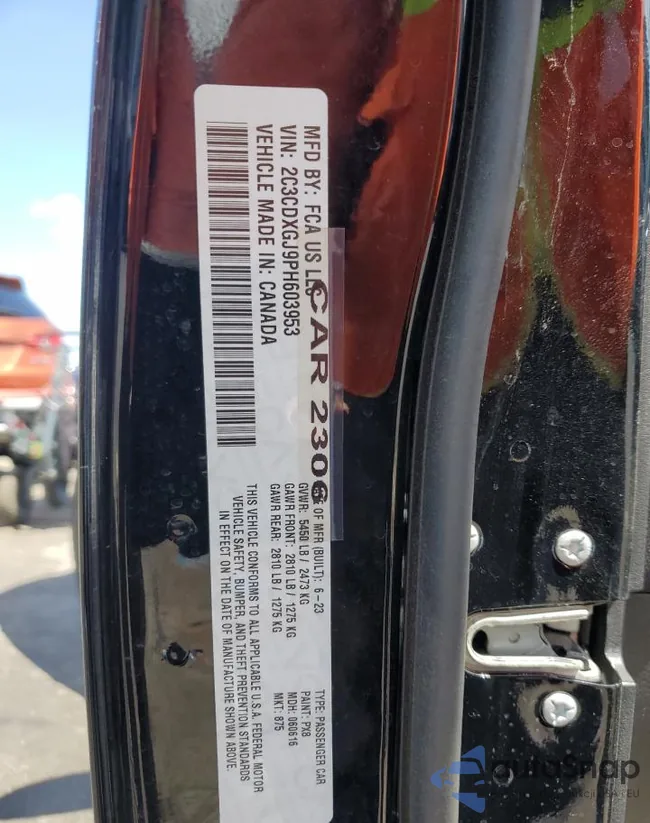 MFD BY: FCA US LLC
VIN: 2C3CDXGJ9PH603953
VEHICLE MADE IN: CANADA
CAR 2306
OF MFR (BUILT): 6-23
GVWR: 5450 LB / 2473 KG
GAWR FRONT: 2810 LB / 1275 KG
GAWR REAR: 2810 LB / 1275 KG
THIS VEHICLE CONFORMS TO ALL APPLICABLE U.S.A. FEDERAL MOTOR
VEHICLE SAFETY, BUMPER, AND THEFT PREVENTION STANDARDS
IN EFFECT ON THE DATE OF MANUFACTURE SHOWN ABOVE.
TYPE: PASSENGER CAR
PAINT: PX8
MDH: 060616
MKT: 875
autoSnap